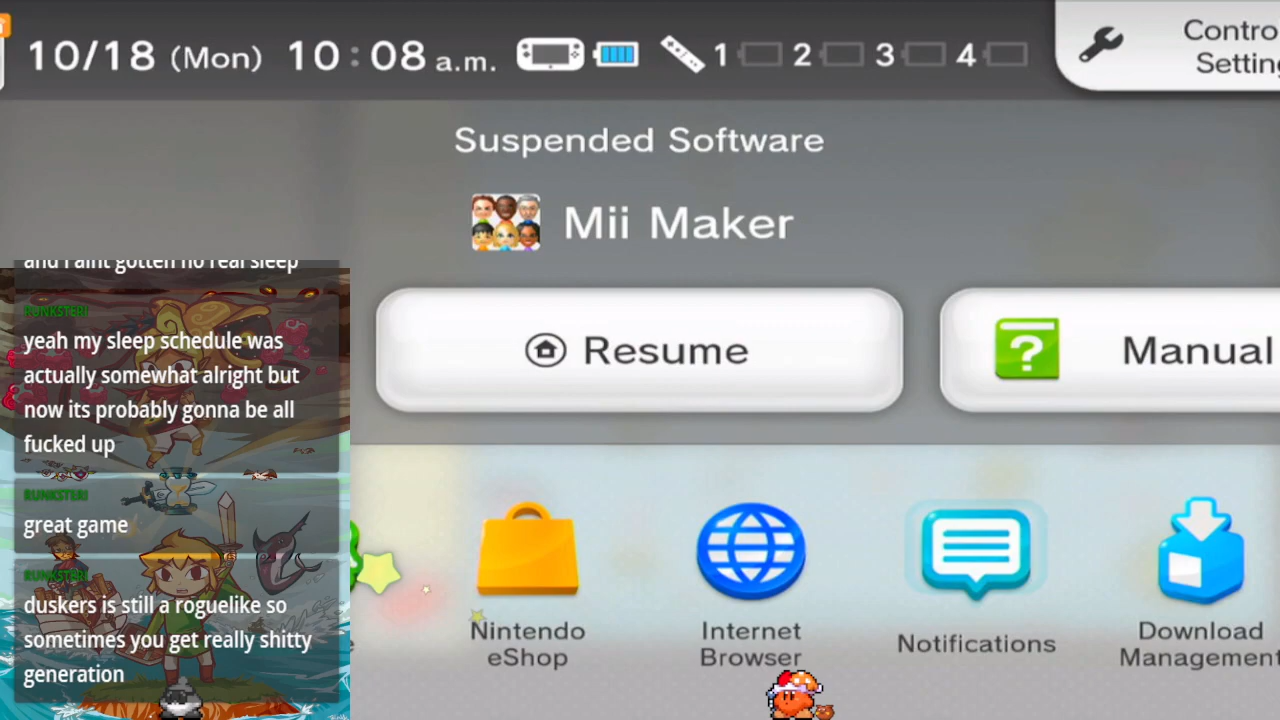 10/18 (Mon) 10:08 a.m. 1 2 3 4
Contro
Setting
Suspended Software
Mii Maker
Resume
Manual
and I aint gotten no real sleep
RUNKSTERI
yeah my sleep schedule was
actually somewhat alright but
now its probably gonna be all
fucked up
RUNKSTERI
great game
RUNKSTERI
duskers is still a roguelike so
sometimes you get really shitty
generation
e
Nintendo
eShop
Internet
Browser
Notifications
Download
Management